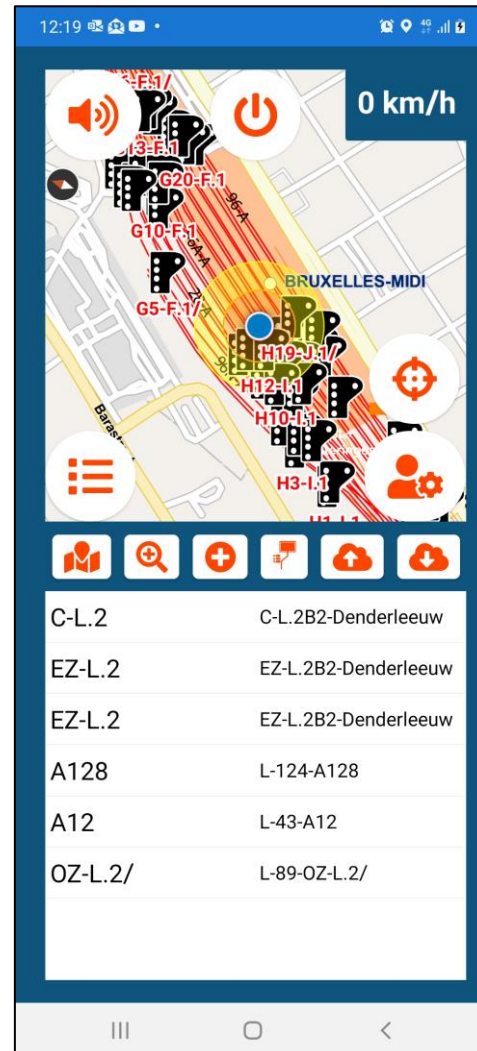 12:19
4G
0 km/h
G13-F.1
G20-F.1
96-A
G10-F.1
BRUXELLES-MIDI
G5-F.1/
H19-J.1/
H12-I.1
H10-I.1
H3-I.1
C-L.2 C-L.2B2-Denderleeuw
EZ-L.2 EZ-L.2B2-Denderleeuw
EZ-L.2 EZ-L.2B2-Denderleeuw
A128 L-124-A128
A12 L-43-A12
OZ-L.2/ L-89-OZ-L.2/